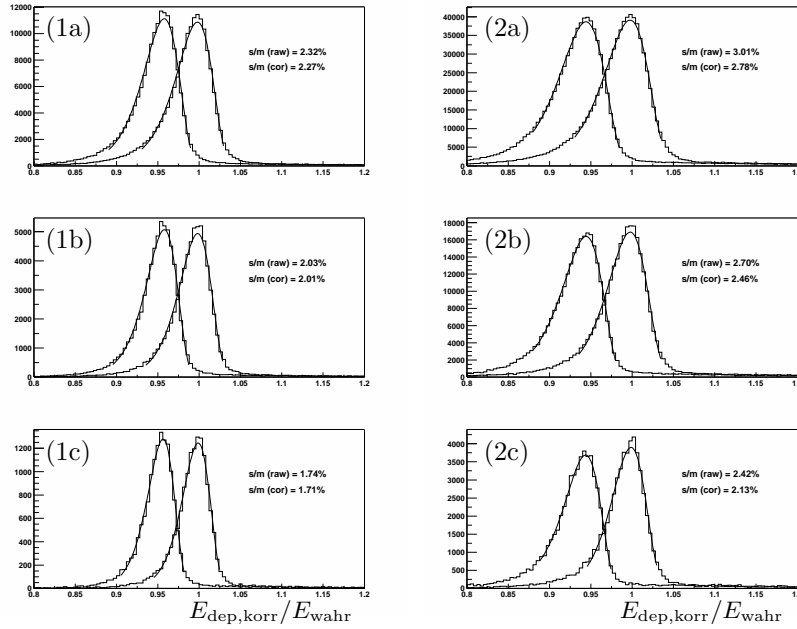 (1a)
s/m (raw) = 2.32%
s/m (cor) = 2.27%
12000
10000
8000
6000
4000
2000
0
0.8 0.85 0.9 0.95 1 1.05 1.1 1.15 1.2
(2a)
s/m (raw) = 3.01%
s/m (cor) = 2.78%
40000
35000
30000
25000
20000
15000
10000
5000
0
0.8 0.85 0.9 0.95 1 1.05 1.1 1.15 1.2
(1b)
s/m (raw) = 2.03%
s/m (cor) = 2.01%
5000
4000
3000
2000
1000
0
0.8 0.85 0.9 0.95 1 1.05 1.1 1.15 1.2
(2b)
s/m (raw) = 2.70%
s/m (cor) = 2.46%
18000
16000
14000
12000
10000
8000
6000
4000
2000
0
0.8 0.85 0.9 0.95 1 1.05 1.1 1.15 1.2
(1c)
s/m (raw) = 1.74%
s/m (cor) = 1.71%
1200
1000
800
600
400
200
0
0.8 0.85 0.9 0.95 1 1.05 1.1 1.15 1.2
E_dep,korr/E_wahr
(2c)
s/m (raw) = 2.42%
s/m (cor) = 2.13%
4000
3500
3000
2500
2000
1500
1000
500
0
0.8 0.85 0.9 0.95 1 1.05 1.1 1.15 1.2
E_dep,korr/E_wahr